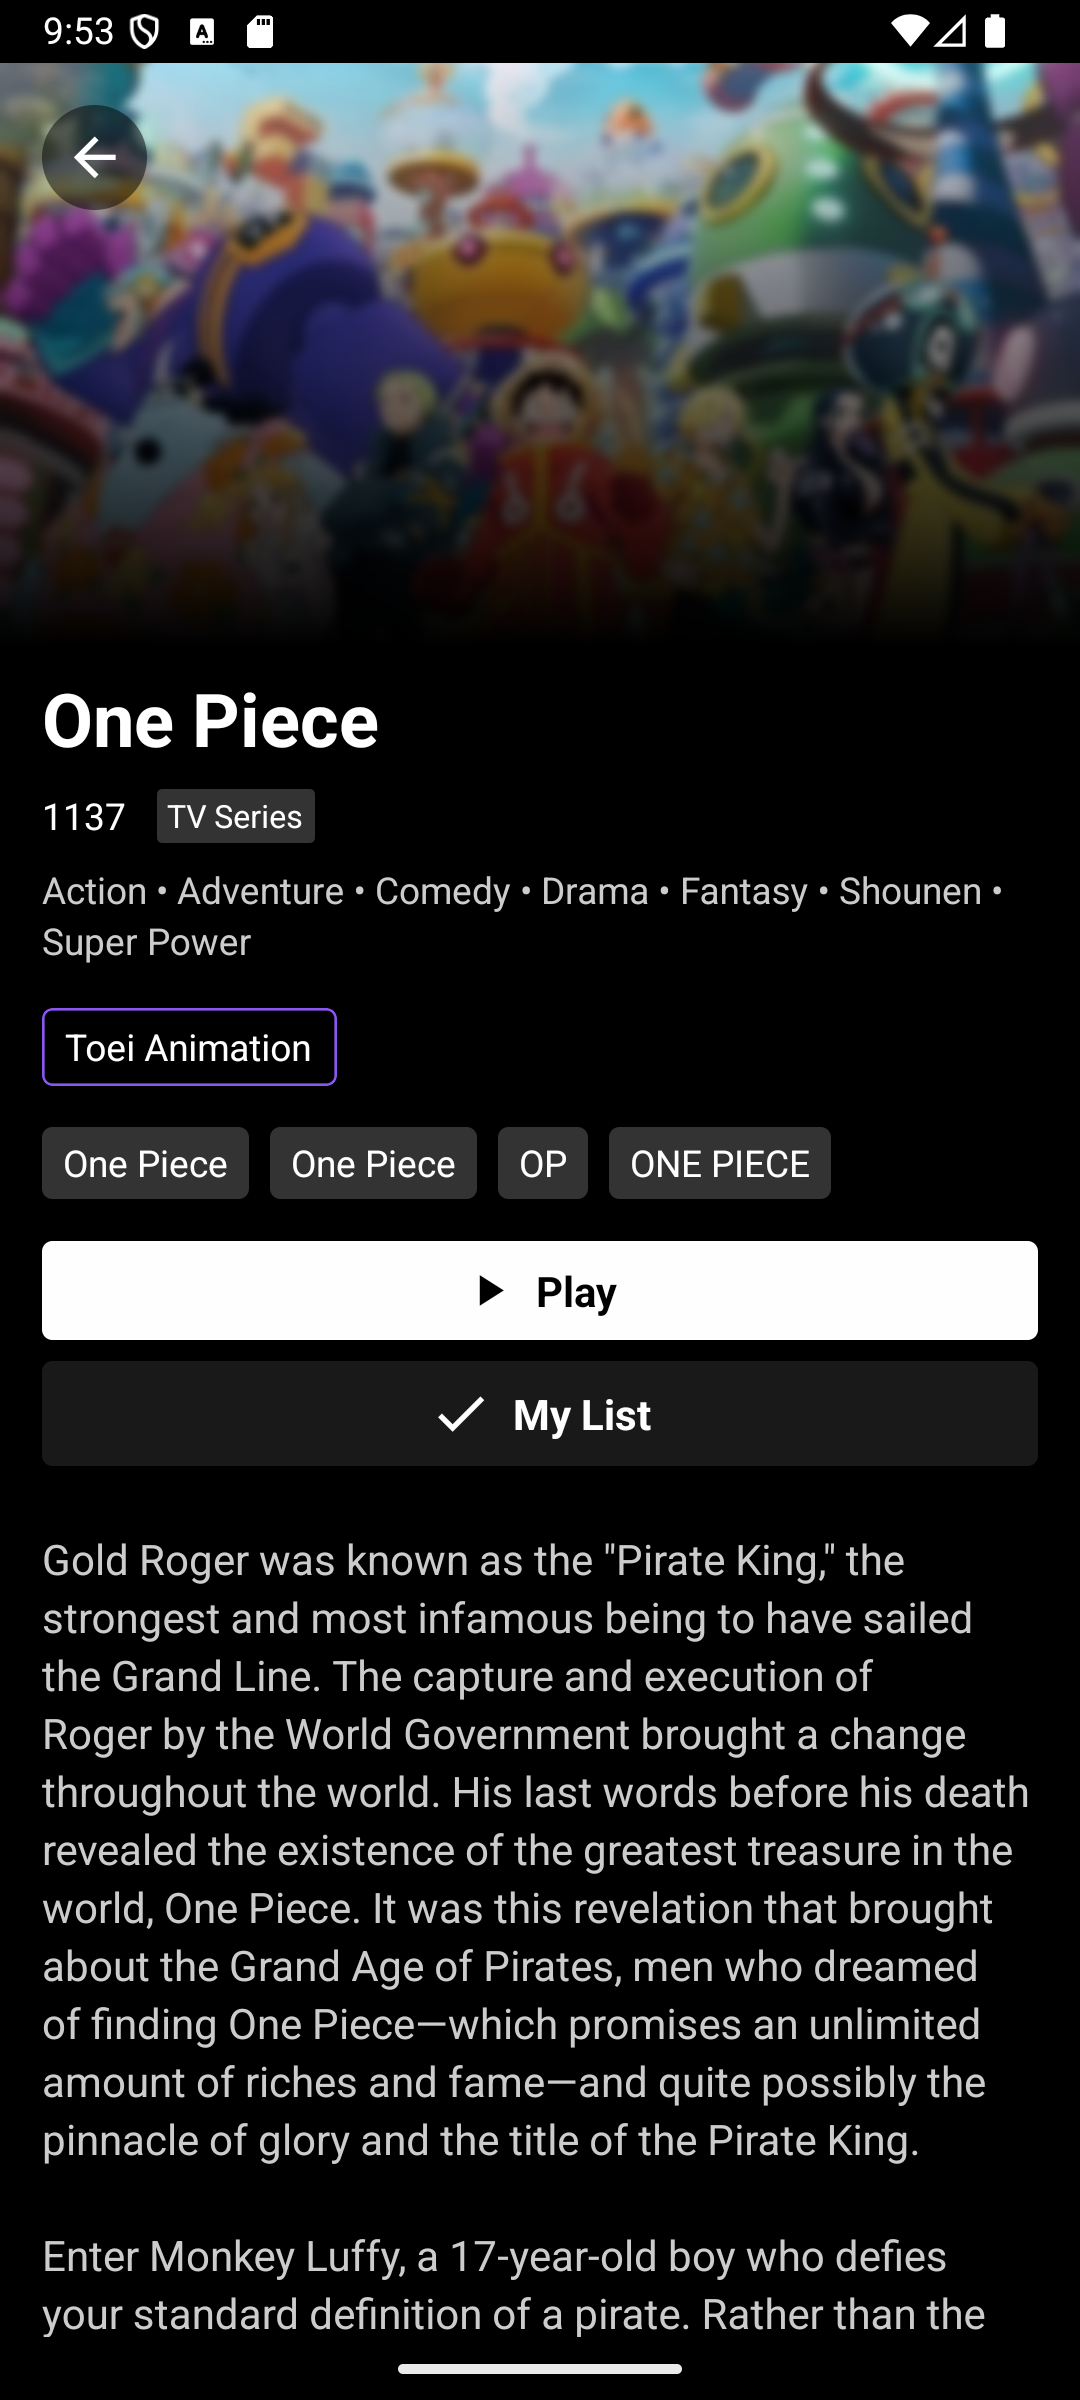 9:53
One Piece
1137 TV Series
Action • Adventure • Comedy • Drama • Fantasy • Shounen •
Super Power
Toei Animation
One Piece One Piece OP ONE PIECE
Play
My List
Gold Roger was known as the "Pirate King," the
strongest and most infamous being to have sailed
the Grand Line. The capture and execution of
Roger by the World Government brought a change
throughout the world. His last words before his death
revealed the existence of the greatest treasure in the
world, One Piece. It was this revelation that brought
about the Grand Age of Pirates, men who dreamed
of finding One Piece—which promises an unlimited
amount of riches and fame—and quite possibly the
pinnacle of glory and the title of the Pirate King.
Enter Monkey Luffy, a 17-year-old boy who defies
your standard definition of a pirate. Rather than the